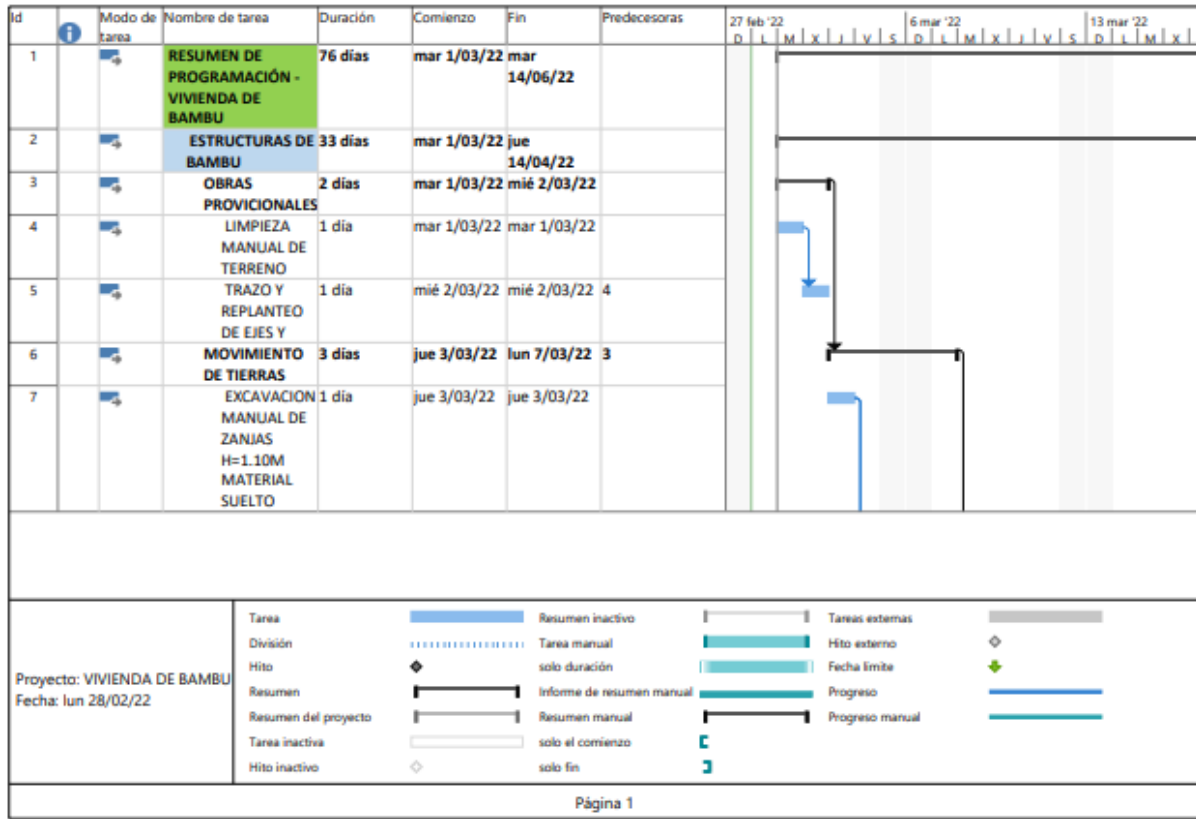 Id Modo de Nombre de tarea Duración Comienzo Fin Predecesoras 27 feb '22 6 mar '22 13 mar '22
tarea D L M X J V S D L M X J V S D L M X
1 RESUMEN DE 76 días mar 1/03/22 mar
PROGRAMACIÓN - 14/06/22
VIVIENDA DE
BAMBU
2 ESTRUCTURAS DE 33 días mar 1/03/22 jue
BAMBU 14/04/22
3 OBRAS 2 días mar 1/03/22 mié 2/03/22
PROVICIONALES
4 LIMPIEZA 1 día mar 1/03/22 mar 1/03/22
MANUAL DE
TERRENO
5 TRAZO Y 1 día mié 2/03/22 mié 2/03/22 4
REPLANTEO
DE EJES Y
6 MOVIMIENTO 3 días jue 3/03/22 lun 7/03/22 3
DE TIERRAS
7 EXCAVACION 1 día jue 3/03/22 jue 3/03/22
MANUAL DE
ZANJAS
H=1.10M
MATERIAL
SUELTO
Proyecto: VIVIENDA DE BAMBU
Fecha: lun 28/02/22
Tarea Resumen inactivo Tareas externas
División Tarea manual Hito externo
Hito solo duración Fecha límite
Resumen Informe de resumen manual Progreso
Resumen del proyecto Resumen manual Progreso manual
Tarea inactiva solo el comienzo
Hito inactivo solo fin
Página 1